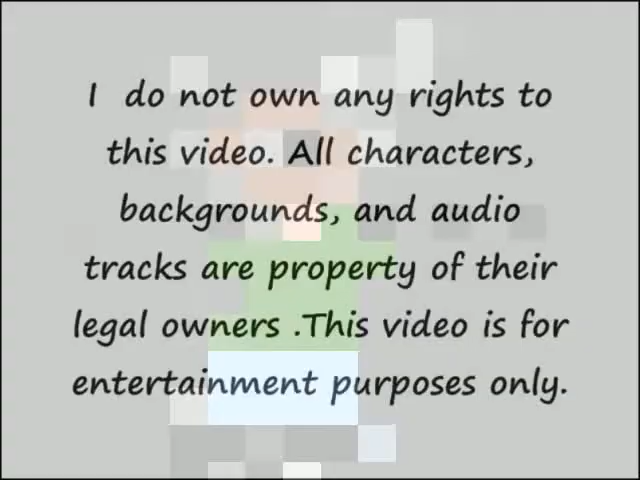 I  do not own any rights to
this video. All characters,
backgrounds, and audio
tracks are property of their
legal owners .This video is for
entertainment purposes only.